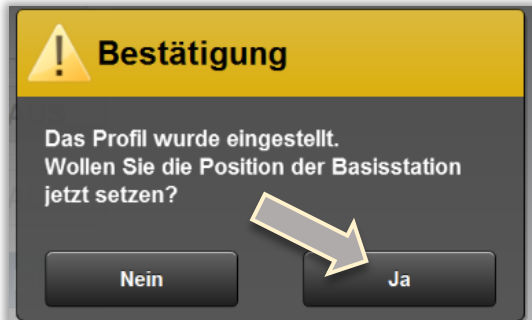 Bestätigung
Das Profil wurde eingestellt.
Wollen Sie die Position der Basisstation
jetzt setzen?
Nein
Ja